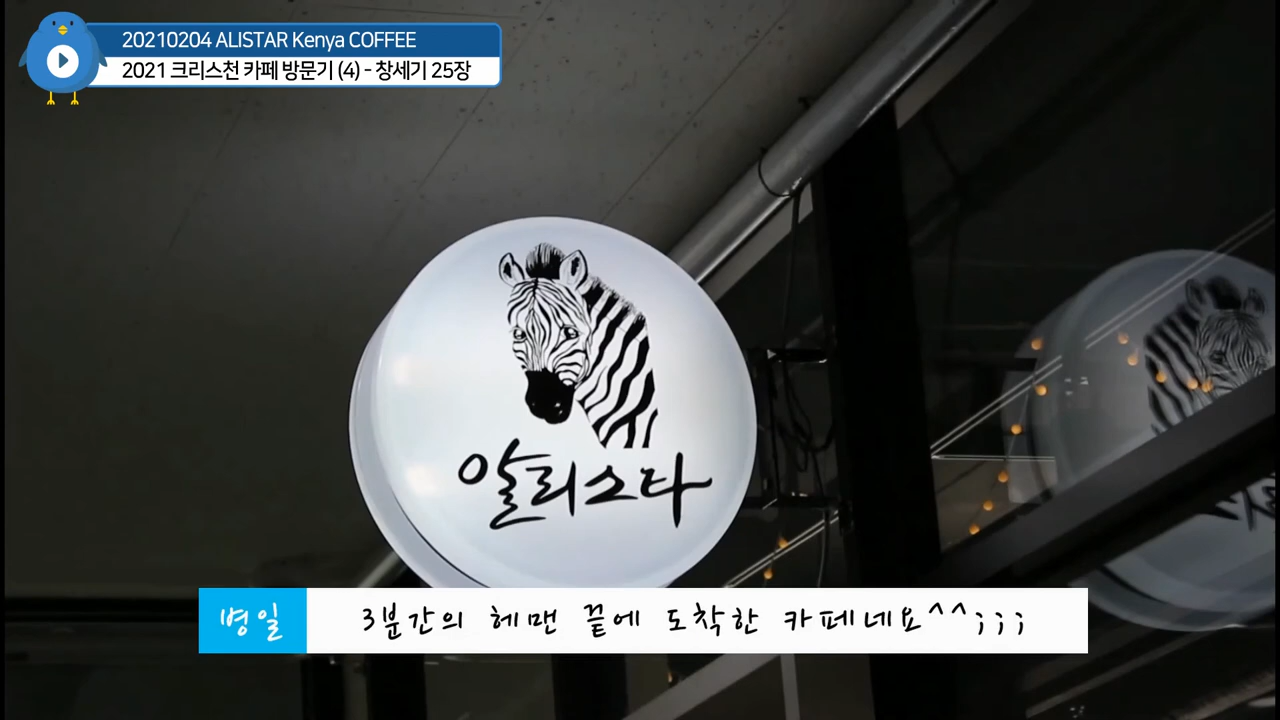 20210204 ALISTAR Kenya COFFEE
2021 크리스천 카페 방문기 (4) - 창세기 25장
알리스타
병일 3분간의 헤맨 끝에 도착한 카페네요^^;;;